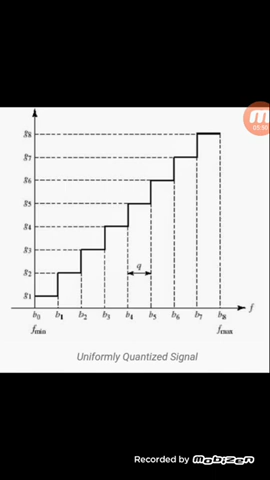 g8
g7
g6
g5
g4
g3
q
g2
g1
f
b0 b1 b2 b3 b4 b5 b6 b7 b8
fmin fmax
Uniformly Quantized Signal
Recorded by mobizen